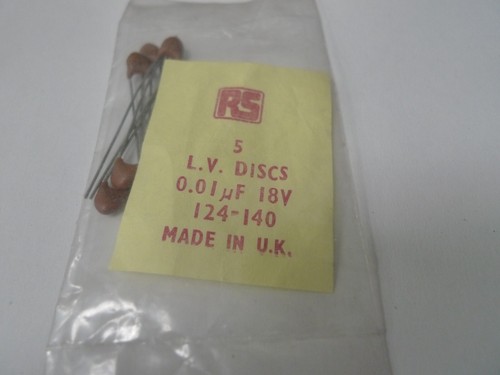 RS
5
L.V. DISCS
0.01µF 18V
124-140
MADE IN U.K.